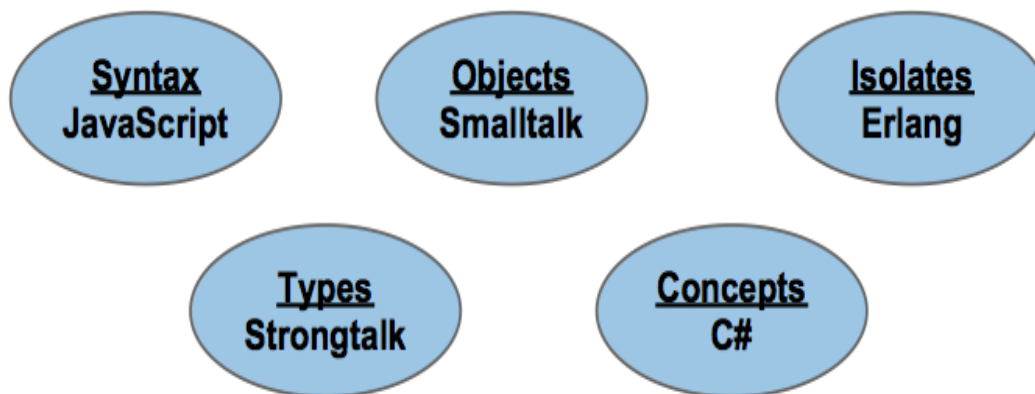 Syntax
JavaScript
Objects
Smalltalk
Isolates
Erlang
Types
Strongtalk
Concepts
C#